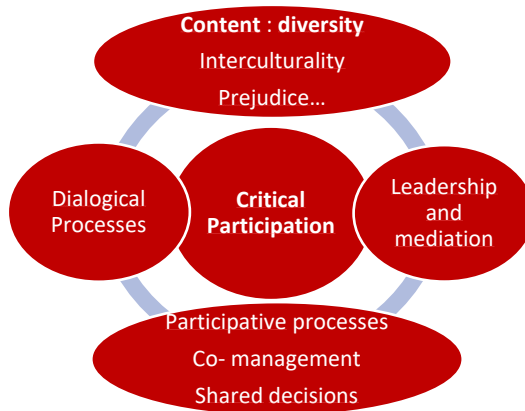 Content : diversity
Interculturality
Prejudice…
Dialogical
Processes
Critical
Participation
Leadership
and
mediation
Participative processes
Co- management
Shared decisions